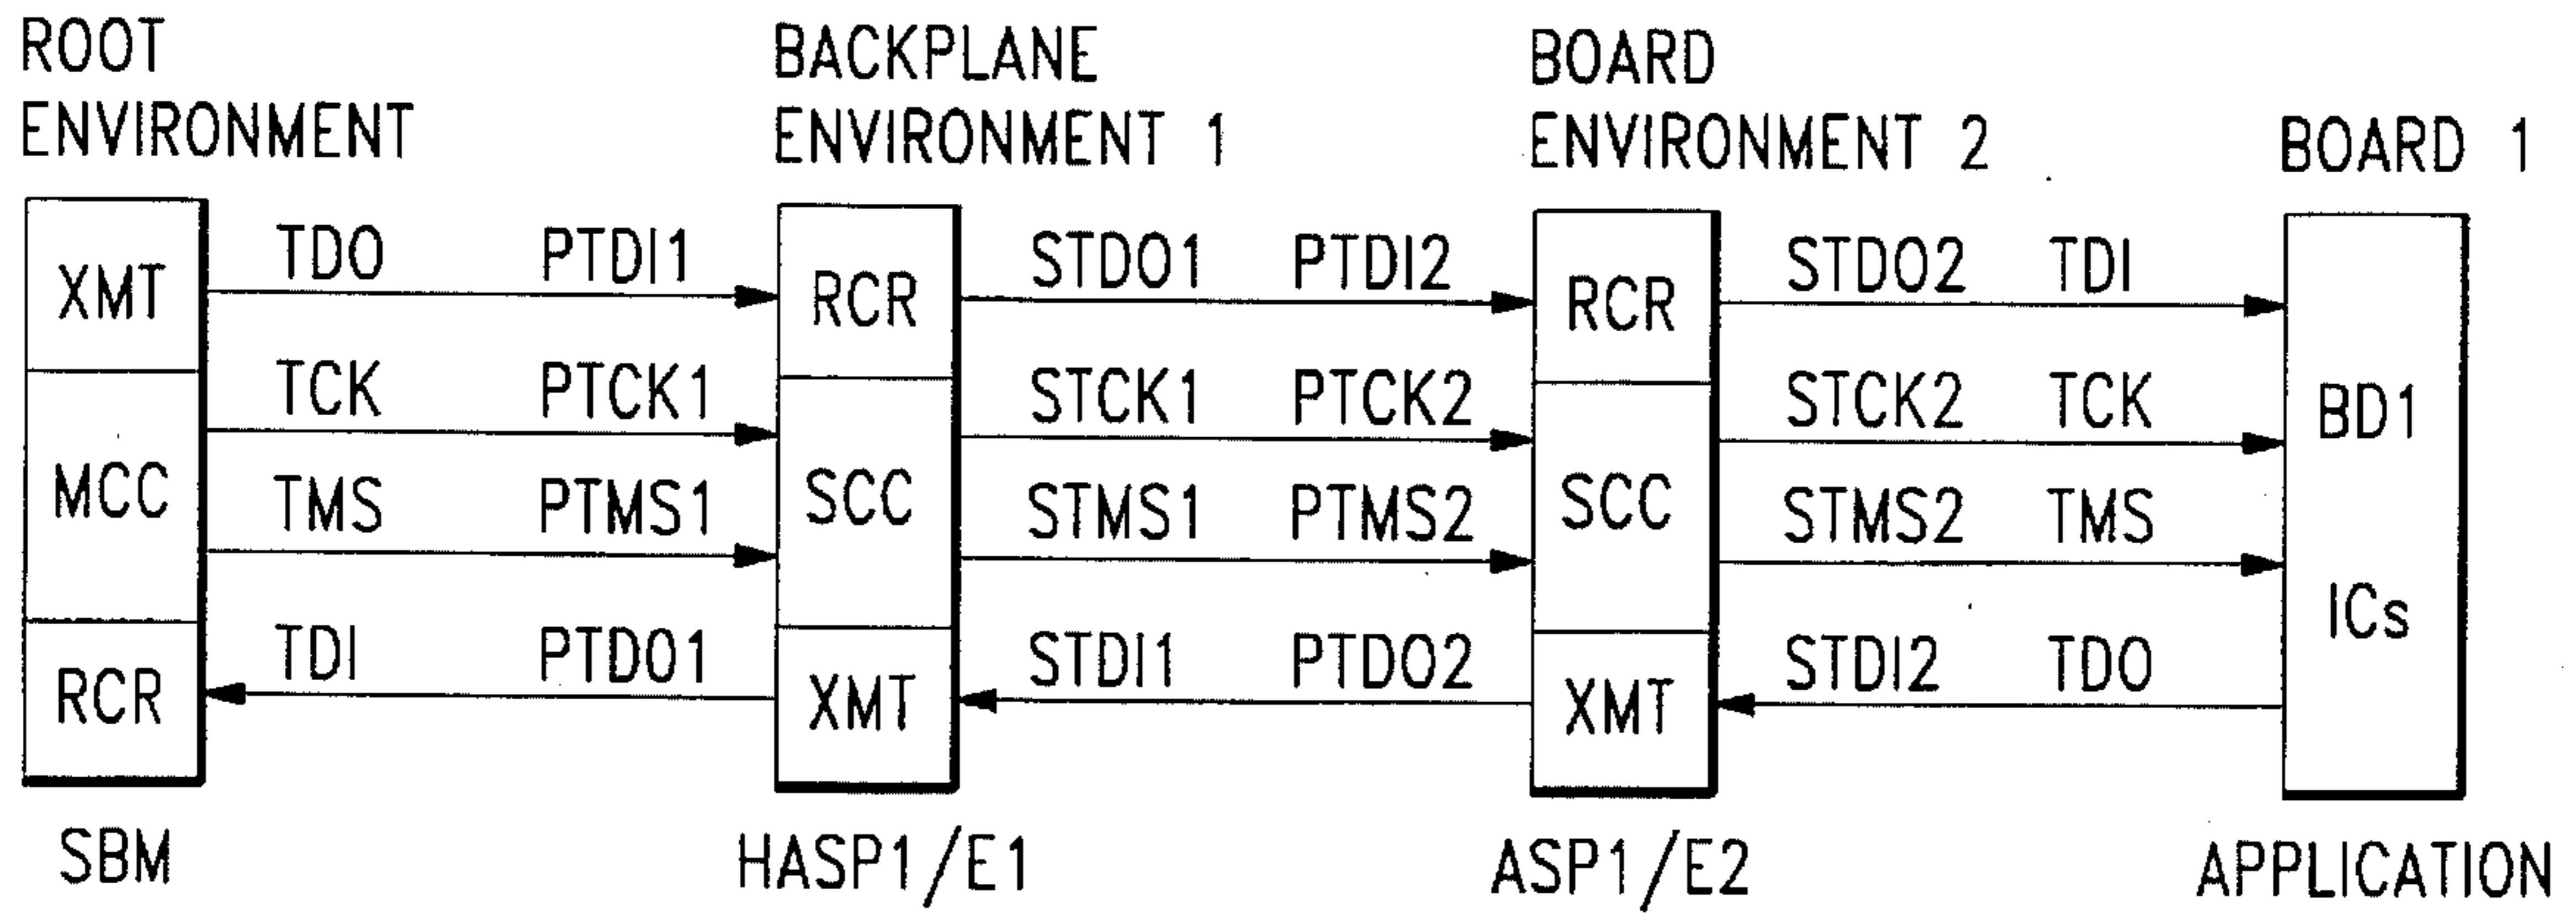 ROOT
ENVIRONMENT
BACKPLANE
ENVIRONMENT 1
BOARD
ENVIRONMENT 2
BOARD 1
XMT
TDO PTDI1
RCR
STDO1 PTDI2
RCR
STDO2 TDI
MCC
TCK PTCK1
SCC
STCK1 PTCK2
SCC
STCK2 TCK
BD1
TMS PTMS1
STMS1 PTMS2
STMS2 TMS
ICs
RCR
TDI PTDO1
XMT
STDI1 PTDO2
XMT
STDI2 TDO
SBM
HASP1/E1
ASP1/E2
APPLICATION